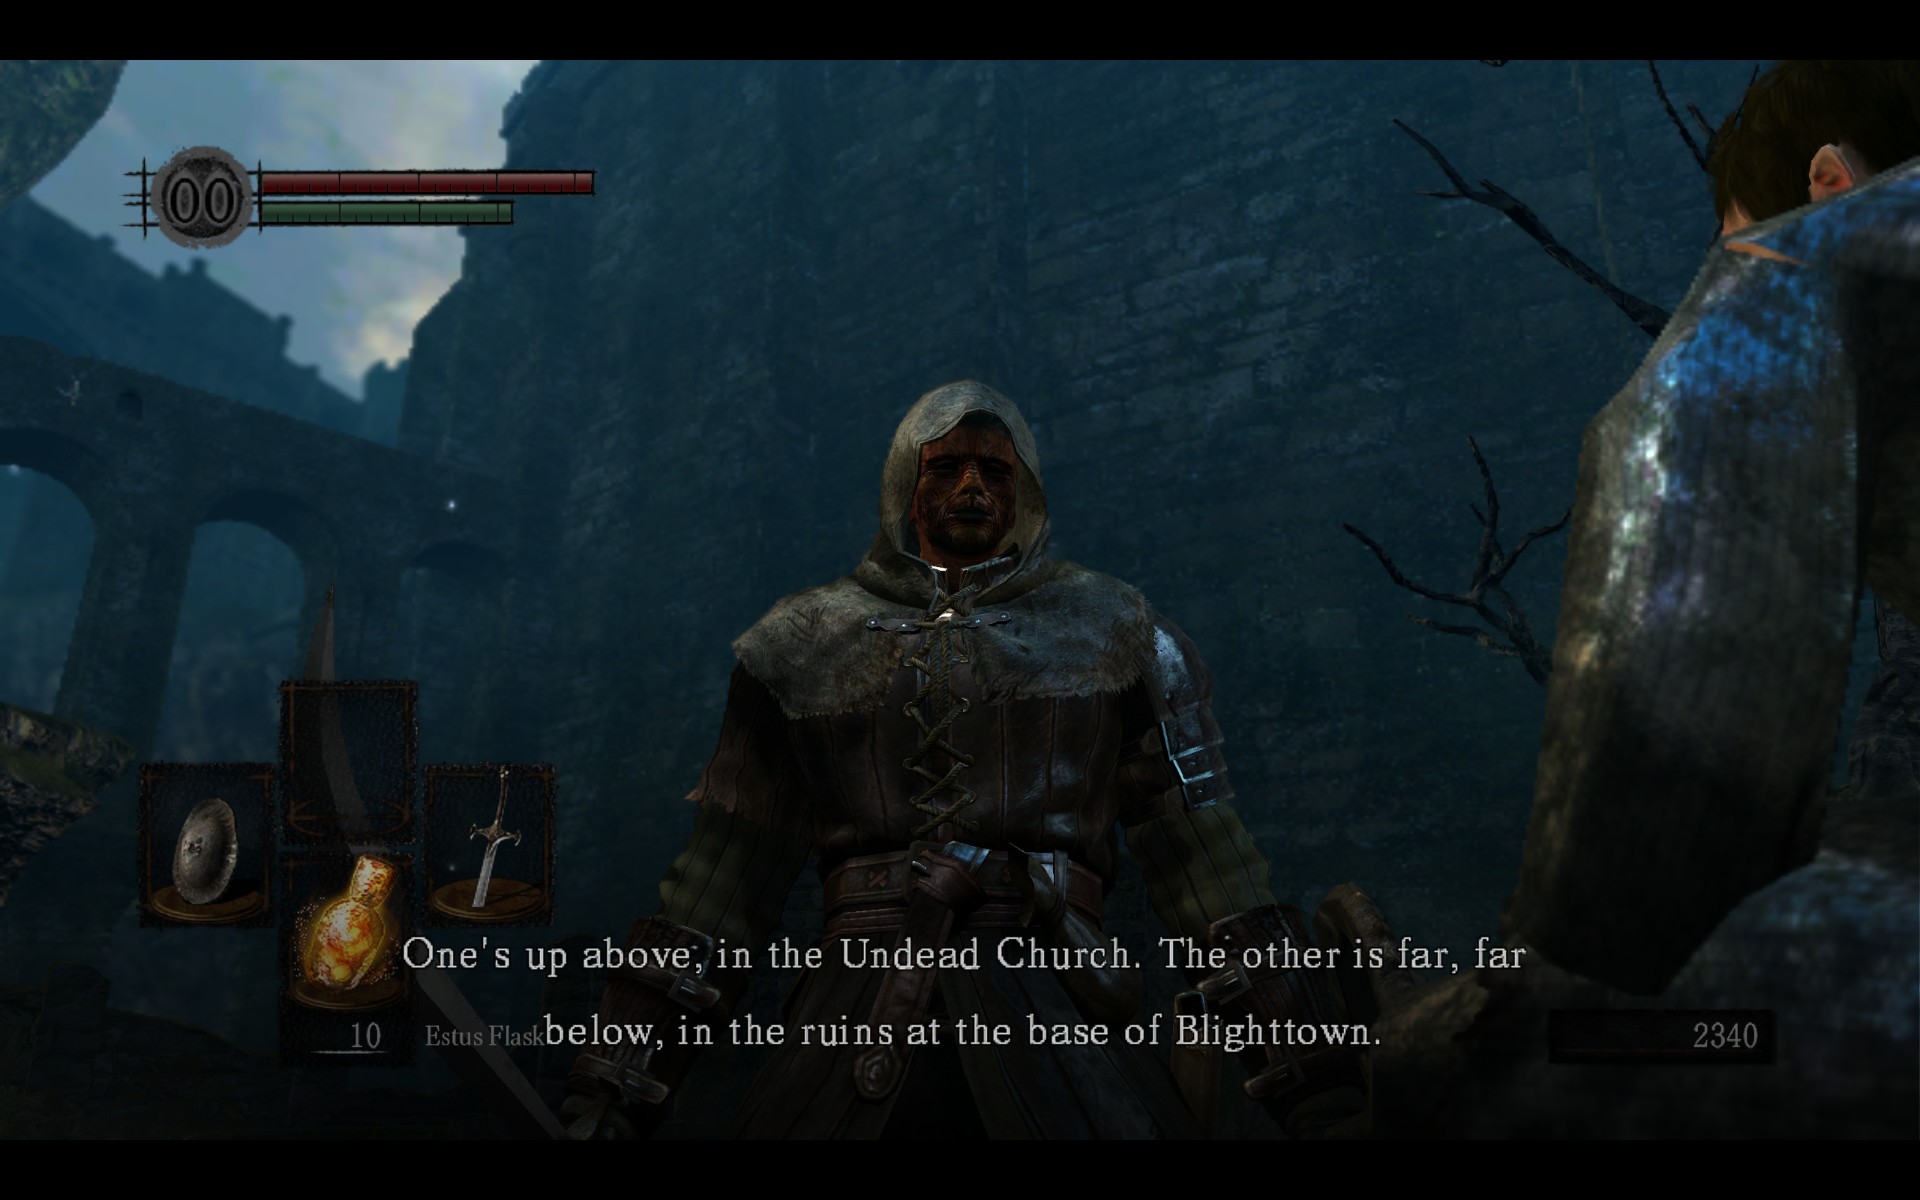 00
One's up above, in the Undead Church. The other is far, far
10
Estus Flask
below, in the ruins at the base of Blighttown.
2340